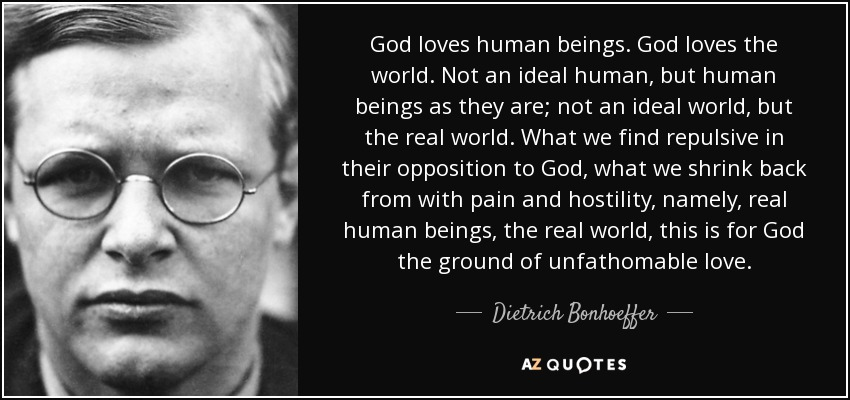 God loves human beings. God loves the
world. Not an ideal human, but human
beings as they are; not an ideal world, but
the real world. What we find repulsive in
their opposition to God, what we shrink back
from with pain and hostility, namely, real
human beings, the real world, this is for God
the ground of unfathomable love.
Dietrich Bonhoeffer
AZ QUOTES